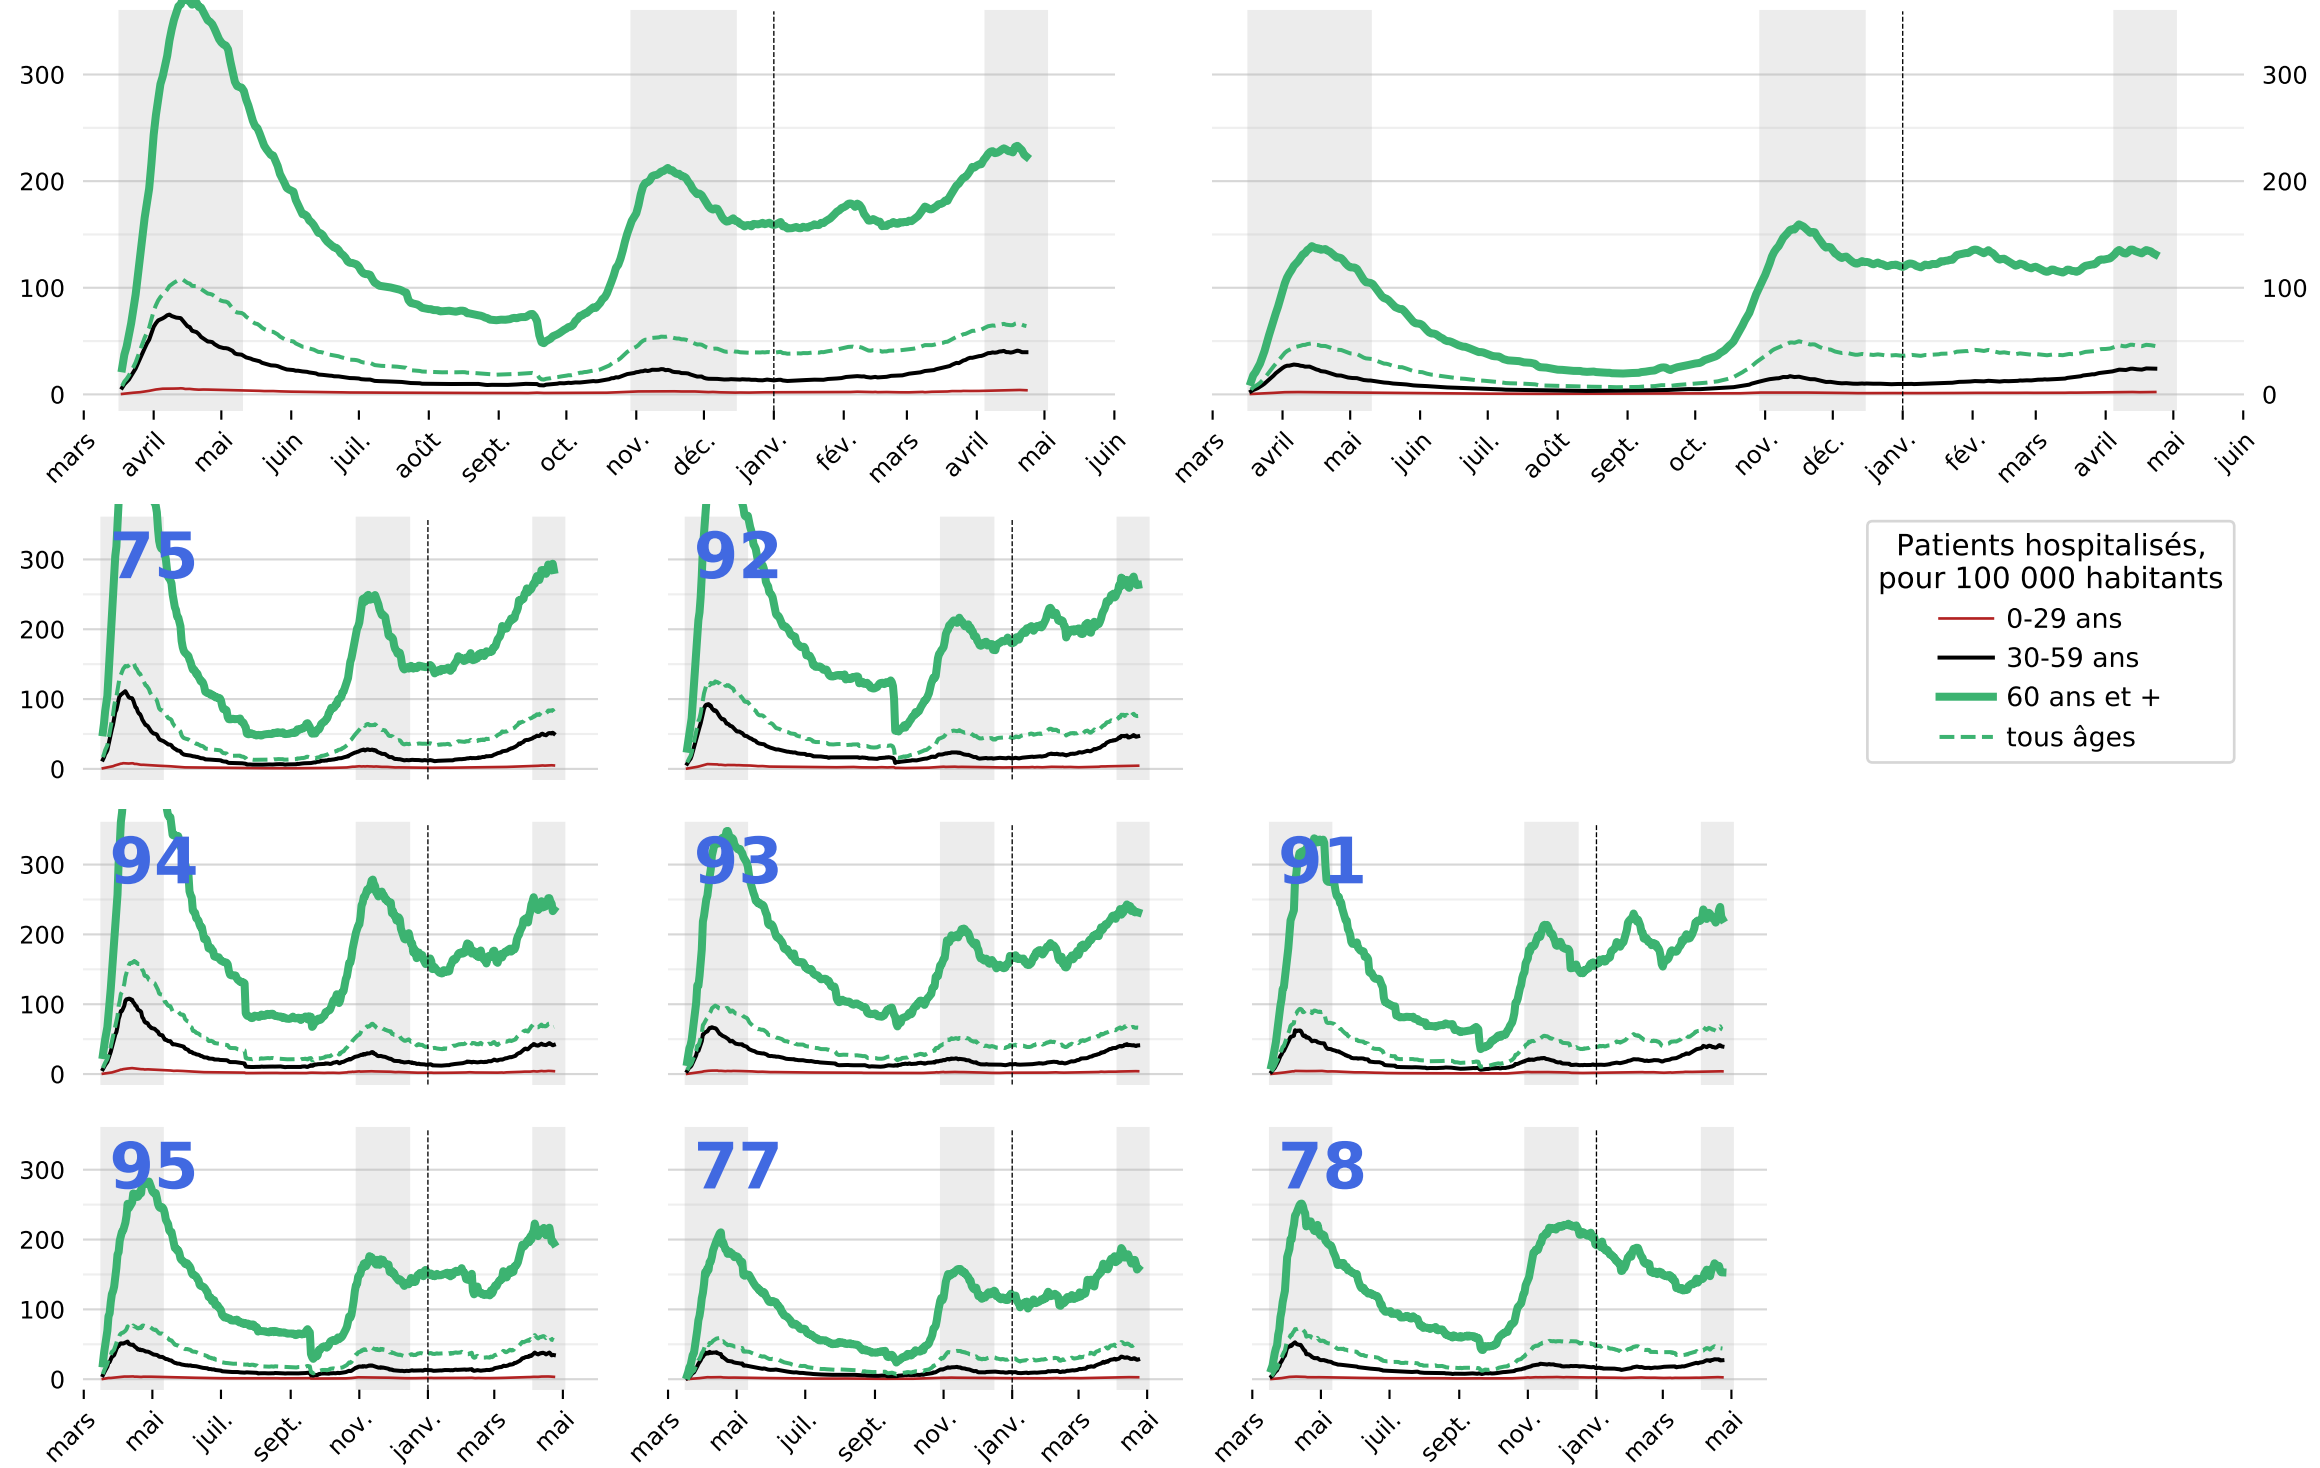 300
200
100
0
mars avril mai juin juil. août sept. oct. nov. déc. janv. fév. mars avril mai juin
300
200
100
0
mars avril mai juin juil. août sept. oct. nov. déc. janv. fév. mars avril mai juin
75
300
200
100
0
92
Patients hospitalisés,
pour 100 000 habitants
0-29 ans
30-59 ans
60 ans et +
tous âges
94
300
200
100
0
93
91
95
300
200
100
0
mars mai juil. sept. nov. janv. mars mai
77
mars mai juil. sept. nov. janv. mars mai
78
mars mai juil. sept. nov. janv. mars mai